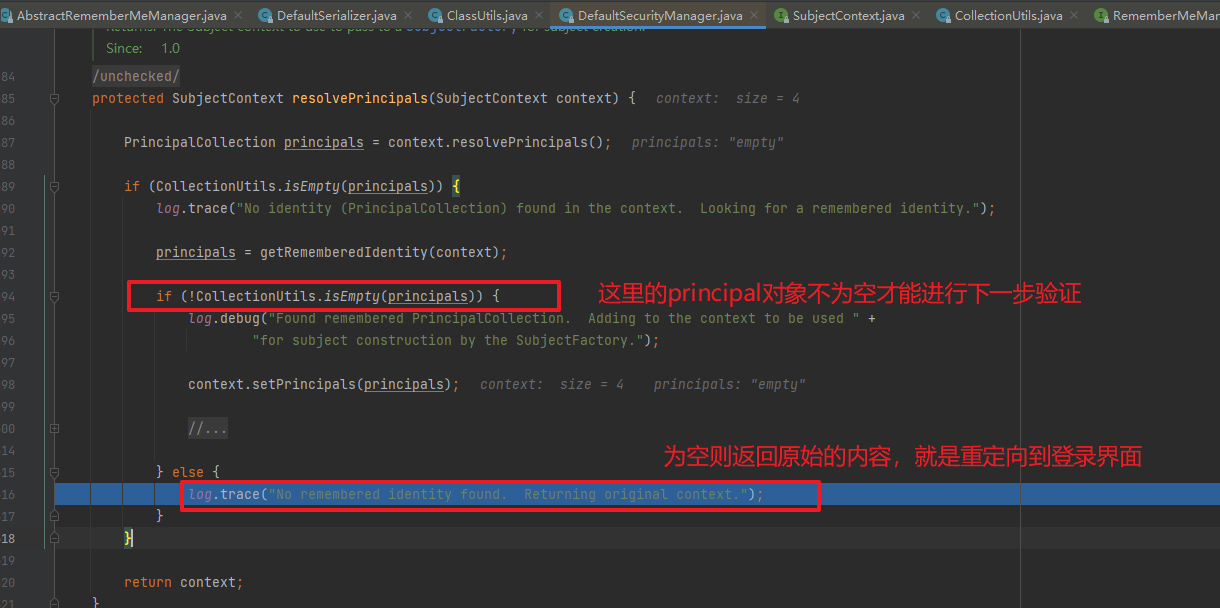 AbstractRememberMeManager.java × DefaultSerializer.java × ClassUtils.java × DefaultSecurityManager.java × SubjectContext.java × CollectionUtils.java × RememberMeMan
Returns: The Subject context to use to pass to a SubjectFactory for subject creation.
Since: 1.0
84 /unchecked/
85 protected SubjectContext resolvePrincipals(SubjectContext context) { context: size = 4
86
87 PrincipalCollection principals = context.resolvePrincipals(); principals: "empty"
88
89 if (CollectionUtils.isEmpty(principals)) {
90 log.trace("No identity (PrincipalCollection) found in the context.  Looking for a remembered identity.");
91
92 principals = getRememberedIdentity(context);
93
94 if (!CollectionUtils.isEmpty(principals)) { 这里的principal对象不为空才能进行下一步验证
95 log.debug("Found remembered PrincipalCollection.  Adding to the context to be used " +
96 "for subject construction by the SubjectFactory.");
97
98 context.setPrincipals(principals); context: size = 4 principals: "empty"
99
00 //...
14 为空则返回原始的内容，就是重定向到登录界面
15 } else {
16 log.trace("No remembered identity found.  Returning original context.");
17 }
18 }
19
20 return context;
21 }